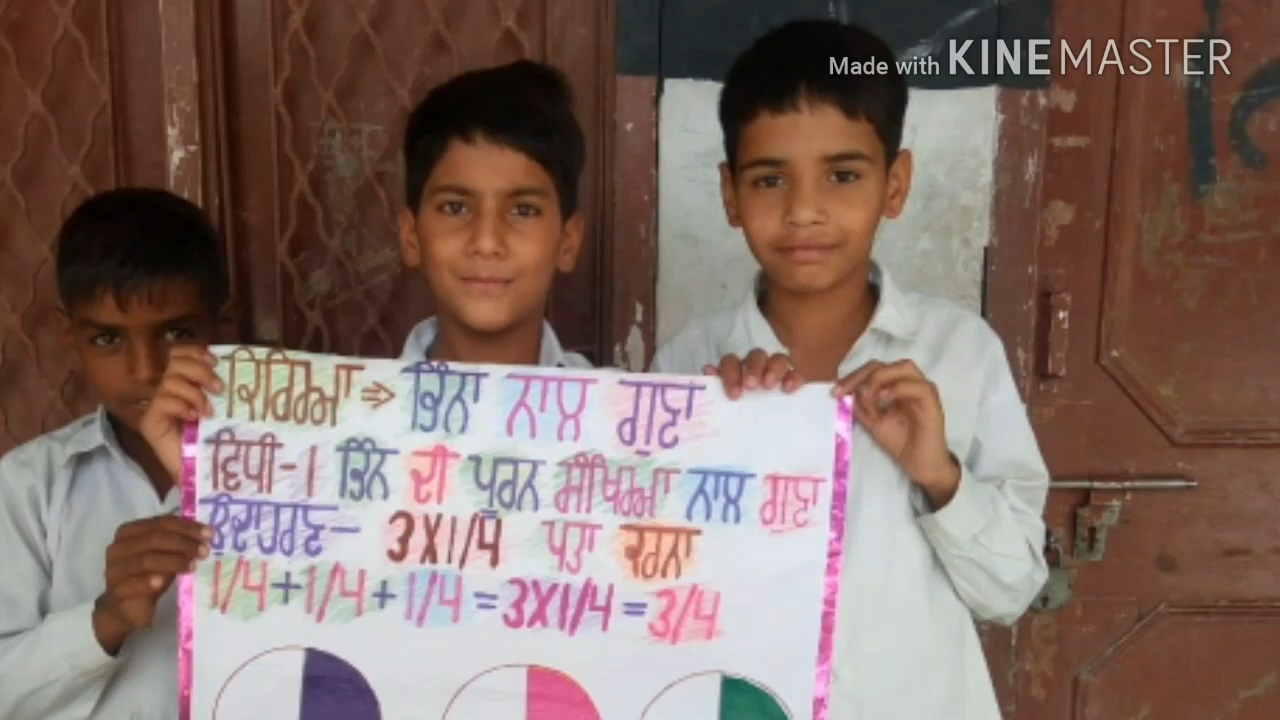 Made with KINEMASTER
ਕਿਰਿਆ ⇒ ਭਿੰਨਾ ਨਾਲ ਗੁਣਾ
ਵਿਧੀ-1 ਭਿੰਨ ਦੀ ਪੂਰਨ ਸੰਖਿਆ ਨਾਲ ਗੁਣਾ
ਉਦਾਹਰਣ- 3X1/4 ਪਤਾ ਕਰਨਾ
1/4+1/4+1/4=3X1/4=3/4